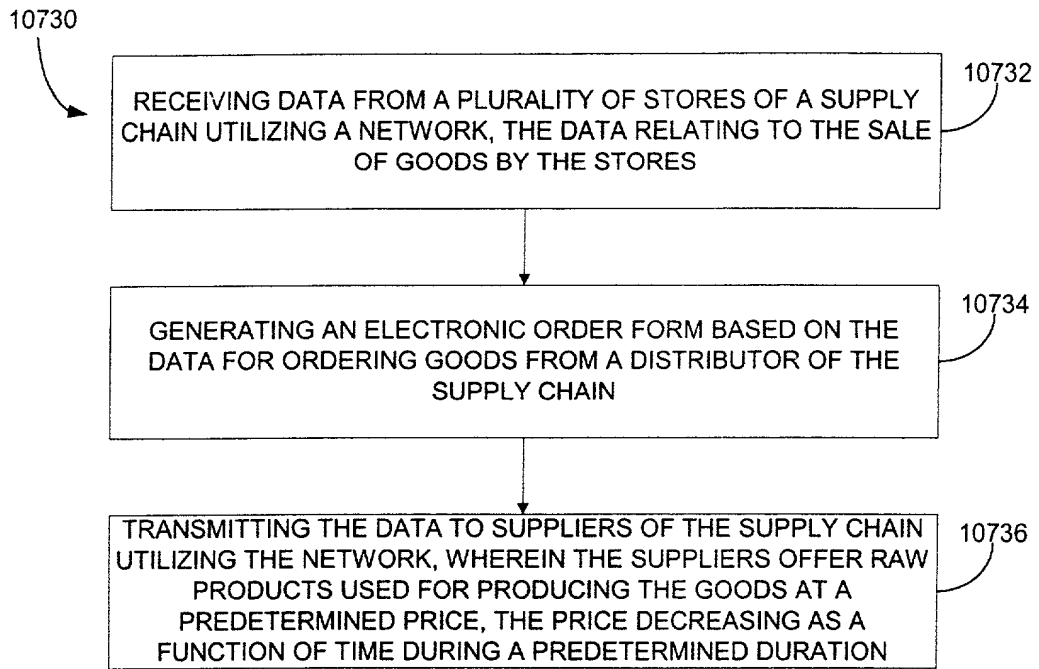 10730
10732
RECEIVING DATA FROM A PLURALITY OF STORES OF A SUPPLY
CHAIN UTILIZING A NETWORK, THE DATA RELATING TO THE SALE
OF GOODS BY THE STORES
10734
GENERATING AN ELECTRONIC ORDER FORM BASED ON THE
DATA FOR ORDERING GOODS FROM A DISTRIBUTOR OF THE
SUPPLY CHAIN
10736
TRANSMITTING THE DATA TO SUPPLIERS OF THE SUPPLY CHAIN
UTILIZING THE NETWORK, WHEREIN THE SUPPLIERS OFFER RAW
PRODUCTS USED FOR PRODUCING THE GOODS AT A
PREDETERMINED PRICE, THE PRICE DECREASING AS A
FUNCTION OF TIME DURING A PREDETERMINED DURATION